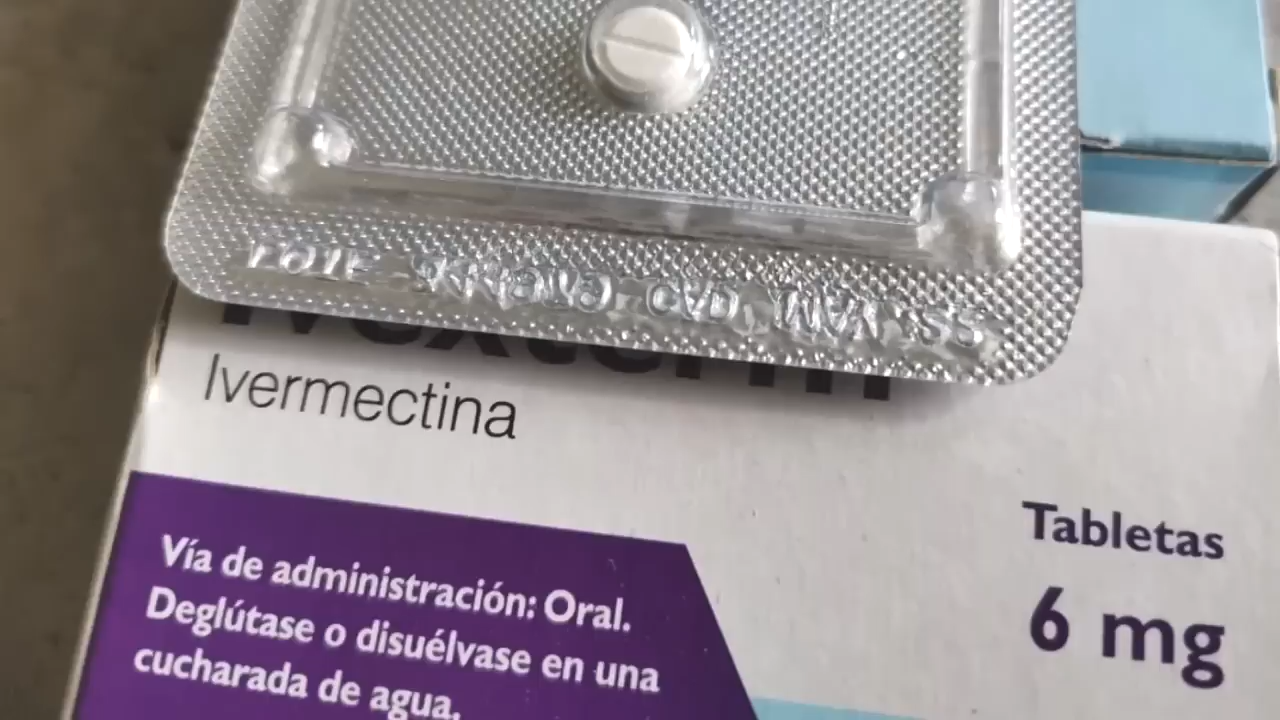 Ivermectina
Tabletas
6 mg
Vía de administración: Oral.
Deglútase o disuélvase en una
cucharada de agua.